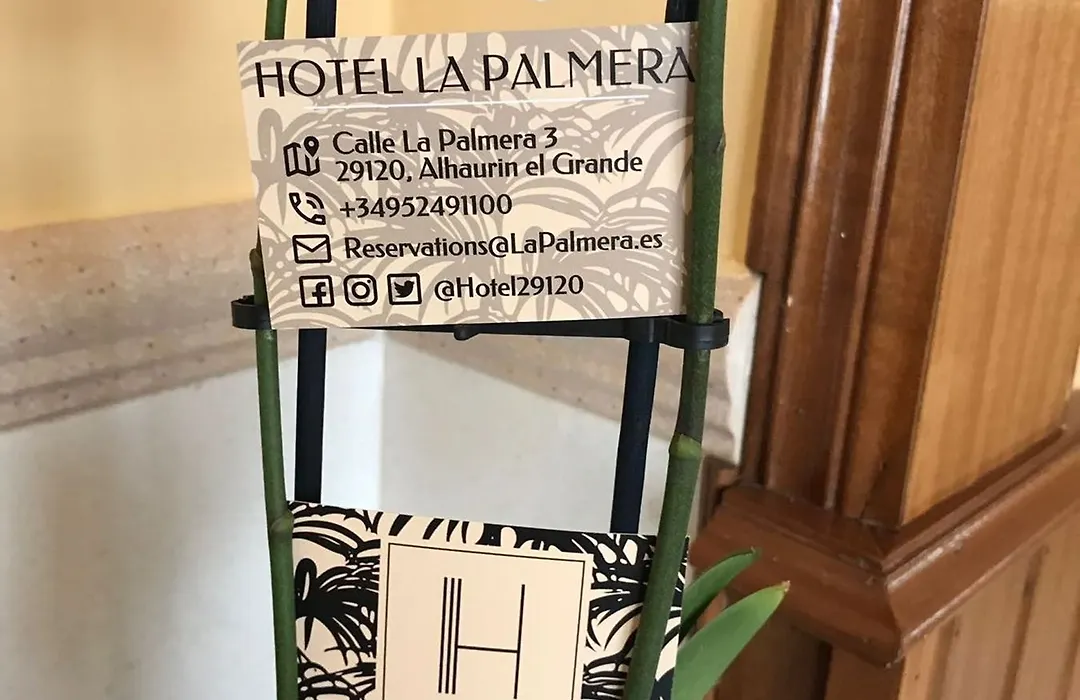 HOTEL LA PALMERA
Calle La Palmera 3
29120, Alhaurin el Grande
+34952491100
Reservations@LaPalmera.es
@Hotel29120
H